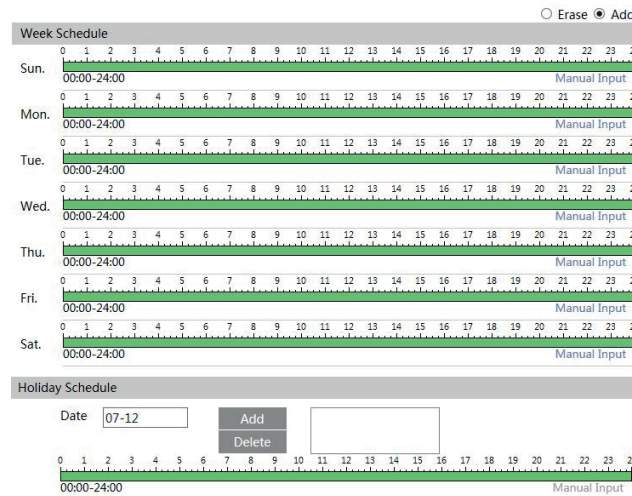 Erase Add
Week Schedule
0 1 2 3 4 5 6 7 8 9 10 11 12 13 14 15 16 17 18 19 20 21 22 23 2
Sun.
00:00-24:00 Manual Input
0 1 2 3 4 5 6 7 8 9 10 11 12 13 14 15 16 17 18 19 20 21 22 23 2
Mon.
00:00-24:00 Manual Input
0 1 2 3 4 5 6 7 8 9 10 11 12 13 14 15 16 17 18 19 20 21 22 23 2
Tue.
00:00-24:00 Manual Input
0 1 2 3 4 5 6 7 8 9 10 11 12 13 14 15 16 17 18 19 20 21 22 23 2
Wed.
00:00-24:00 Manual Input
0 1 2 3 4 5 6 7 8 9 10 11 12 13 14 15 16 17 18 19 20 21 22 23 2
Thu.
00:00-24:00 Manual Input
0 1 2 3 4 5 6 7 8 9 10 11 12 13 14 15 16 17 18 19 20 21 22 23 2
Fri.
00:00-24:00 Manual Input
0 1 2 3 4 5 6 7 8 9 10 11 12 13 14 15 16 17 18 19 20 21 22 23 2
Sat.
00:00-24:00 Manual Input
Holiday Schedule
Date 07-12 Add
Delete
0 1 2 3 4 5 6 7 8 9 10 11 12 13 14 15 16 17 18 19 20 21 22 23 2
00:00-24:00 Manual Input